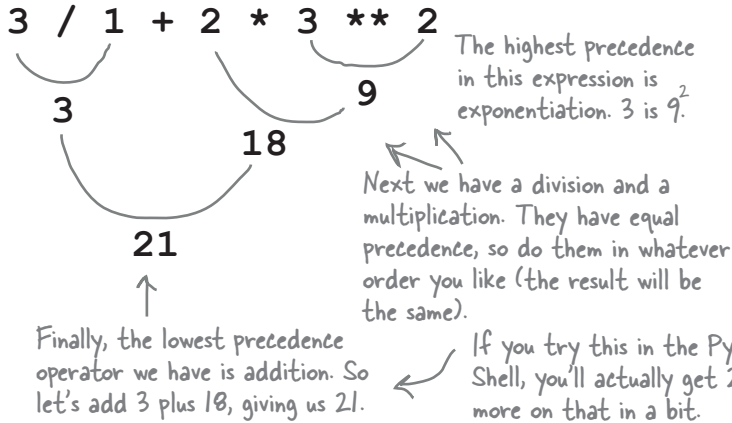 3 / 1 + 2 * 3 ** 2
3
9
18
21
The highest precedence
in this expression is
exponentiation. 3 is 9².
Next we have a division and a
multiplication. They have equal
precedence, so do them in whatever
order you like (the result will be
the same).
Finally, the lowest precedence
operator we have is addition. So
let's add 3 plus 18, giving us 21.
If you try this in the Py
Shell, you'll actually get 2
more on that in a bit.